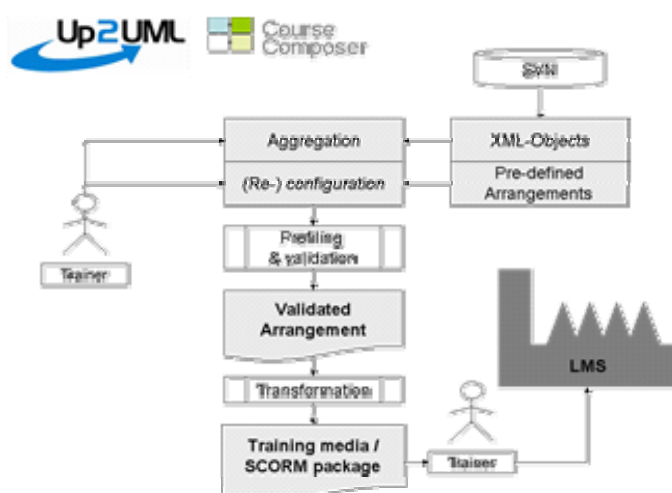 Up2UML
Course
Composer
SVN
Aggregation
XML-Objects
(Re-) configuration
Pre-defined
Arrangements
Profiling
& validation
Trainer
Validated
Arrangement
LMS
Transformation
Training media /
SCORM package
Trainer